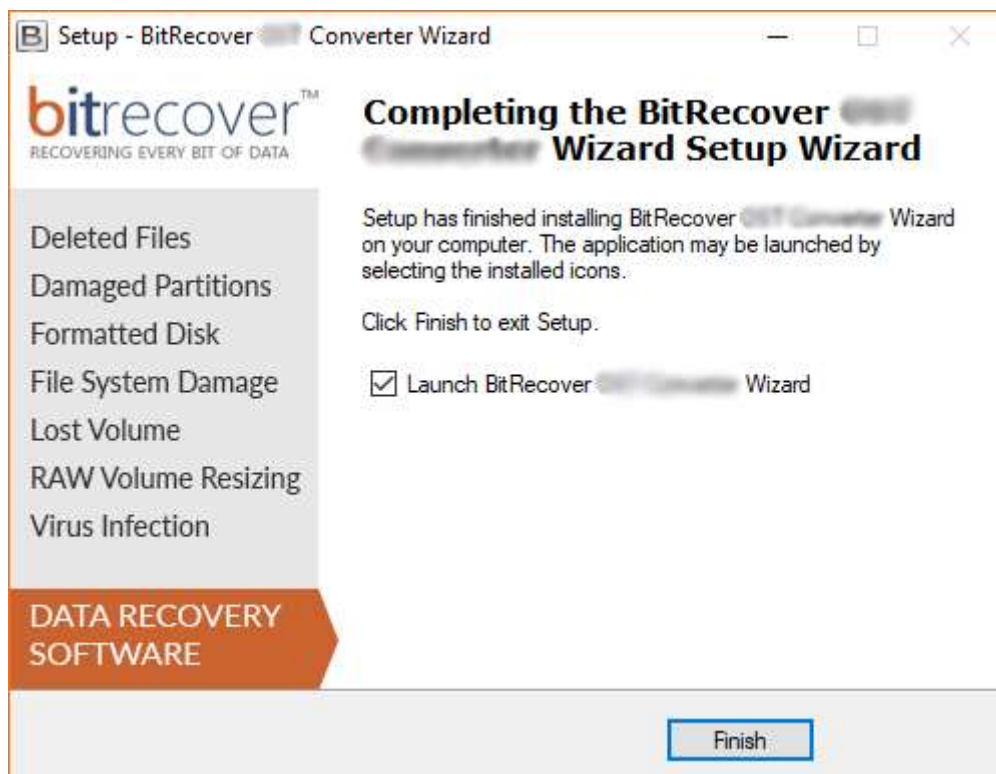 B Setup - BitRecover Converter Wizard
bitrecover™
RECOVERING EVERY BIT OF DATA
Completing the BitRecover
Wizard Setup Wizard
Setup has finished installing BitRecover Wizard
on your computer. The application may be launched by
selecting the installed icons.
Click Finish to exit Setup.
Launch BitRecover Wizard
Deleted Files
Damaged Partitions
Formatted Disk
File System Damage
Lost Volume
RAW Volume Resizing
Virus Infection
DATA RECOVERY
SOFTWARE
Finish